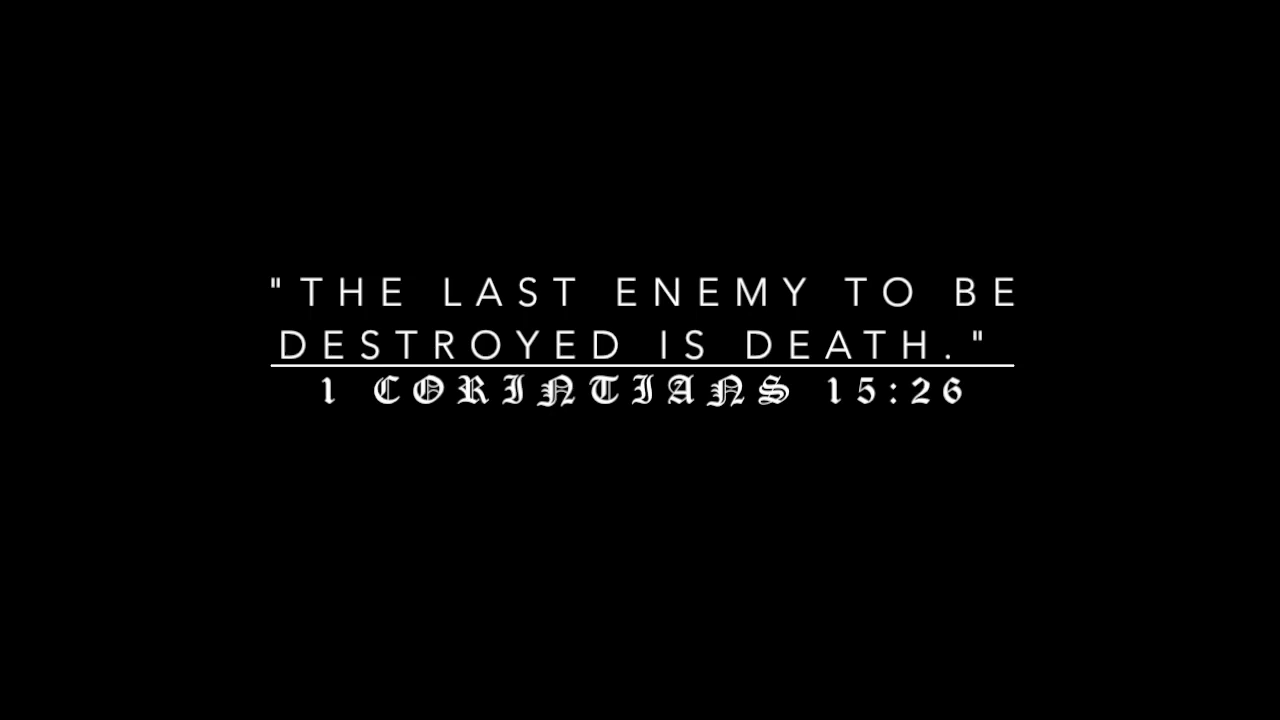 "THE LAST ENEMY TO BE
DESTROYED IS DEATH."
1 CORINTIANS 15:26